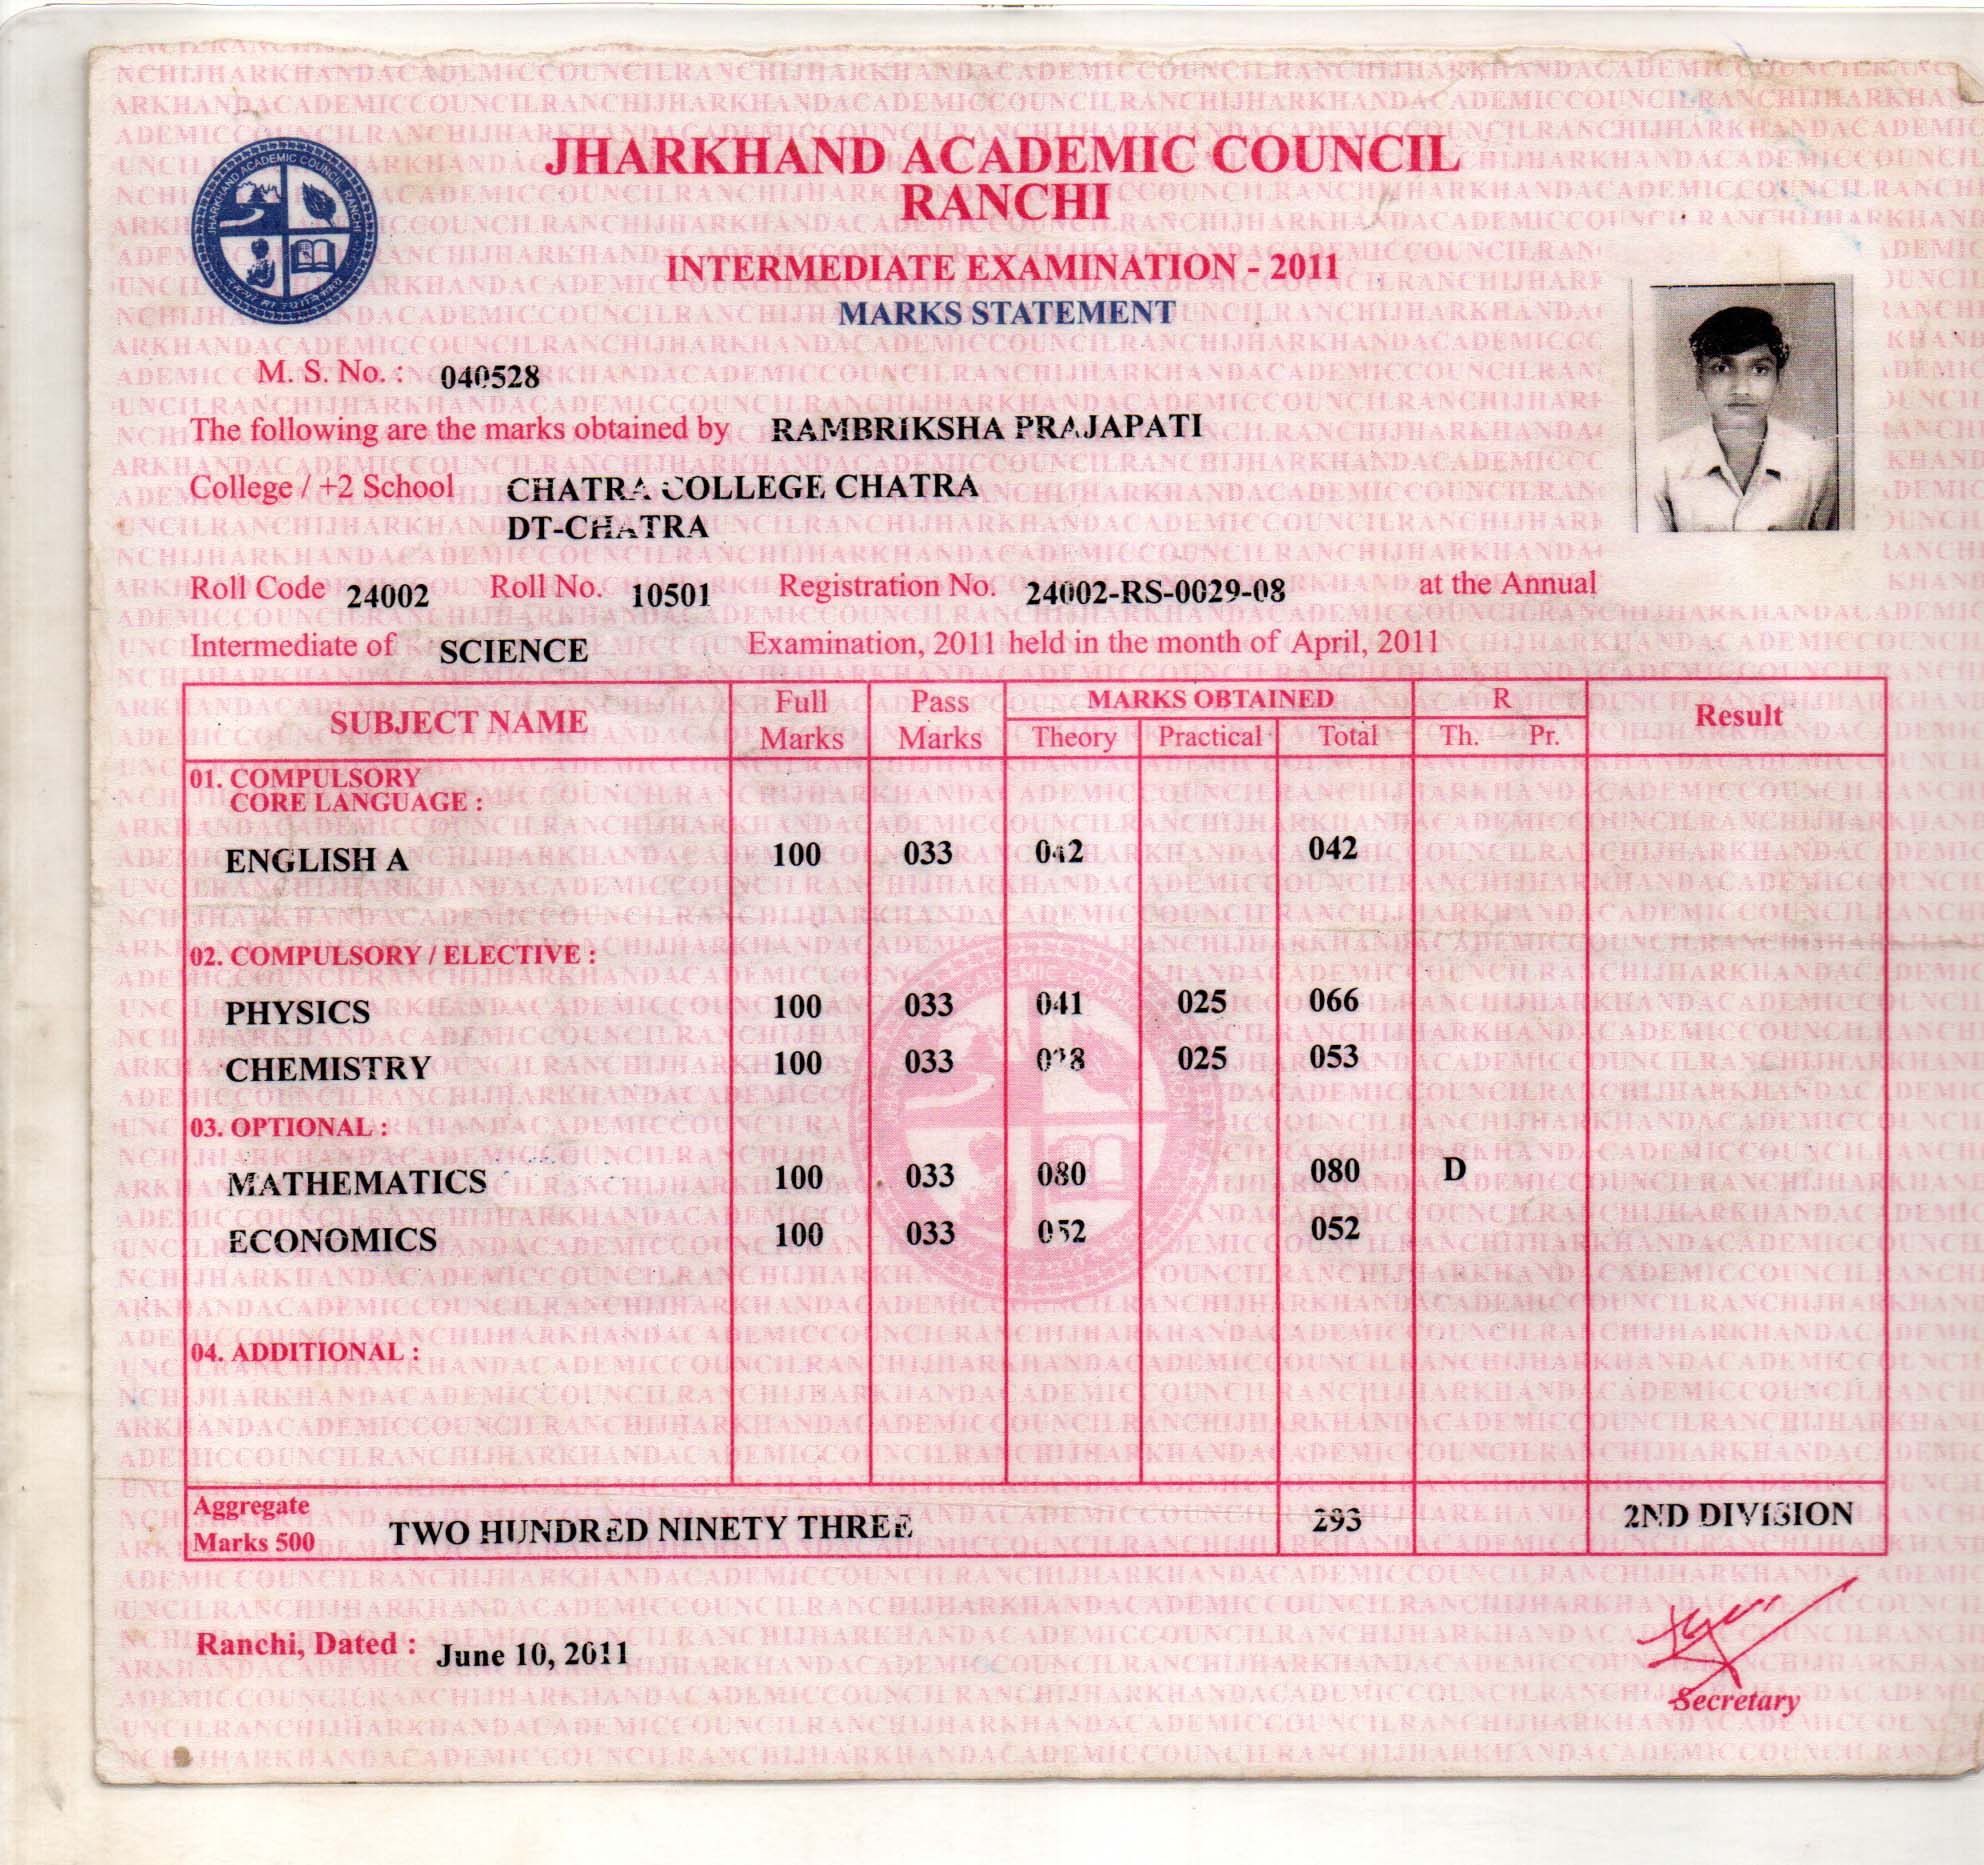 JHARKHAND ACADEMIC COUNCIL
RANCHI
INTERMEDIATE EXAMINATION - 2011
MARKS STATEMENT
JHARKHAND ACADEMIC COUNCIL RANCHI
M. S. No. : 040528
The following are the marks obtained by RAMBRIKSHA PRAJAPATI
College / +2 School CHATRA COLLEGE CHATRA
DT-CHATRA
Roll Code 24002 Roll No. 10501 Registration No. 24002-RS-0029-08 at the Annual
Intermediate of SCIENCE Examination, 2011 held in the month of April, 2011
SUBJECT NAME Full Marks Pass Marks MARKS OBTAINED R Result
Theory Practical Total Th. Pr.
01. COMPULSORY
CORE LANGUAGE :
ENGLISH A 100 033 042 042
02. COMPULSORY / ELECTIVE :
PHYSICS 100 033 041 025 066
CHEMISTRY 100 033 028 025 053
03. OPTIONAL :
MATHEMATICS 100 033 080 080 D
ECONOMICS 100 033 052 052
04. ADDITIONAL :
Aggregate
Marks 500 TWO HUNDRED NINETY THREE 293 2ND DIVISION
Ranchi, Dated : June 10, 2011
Secretary